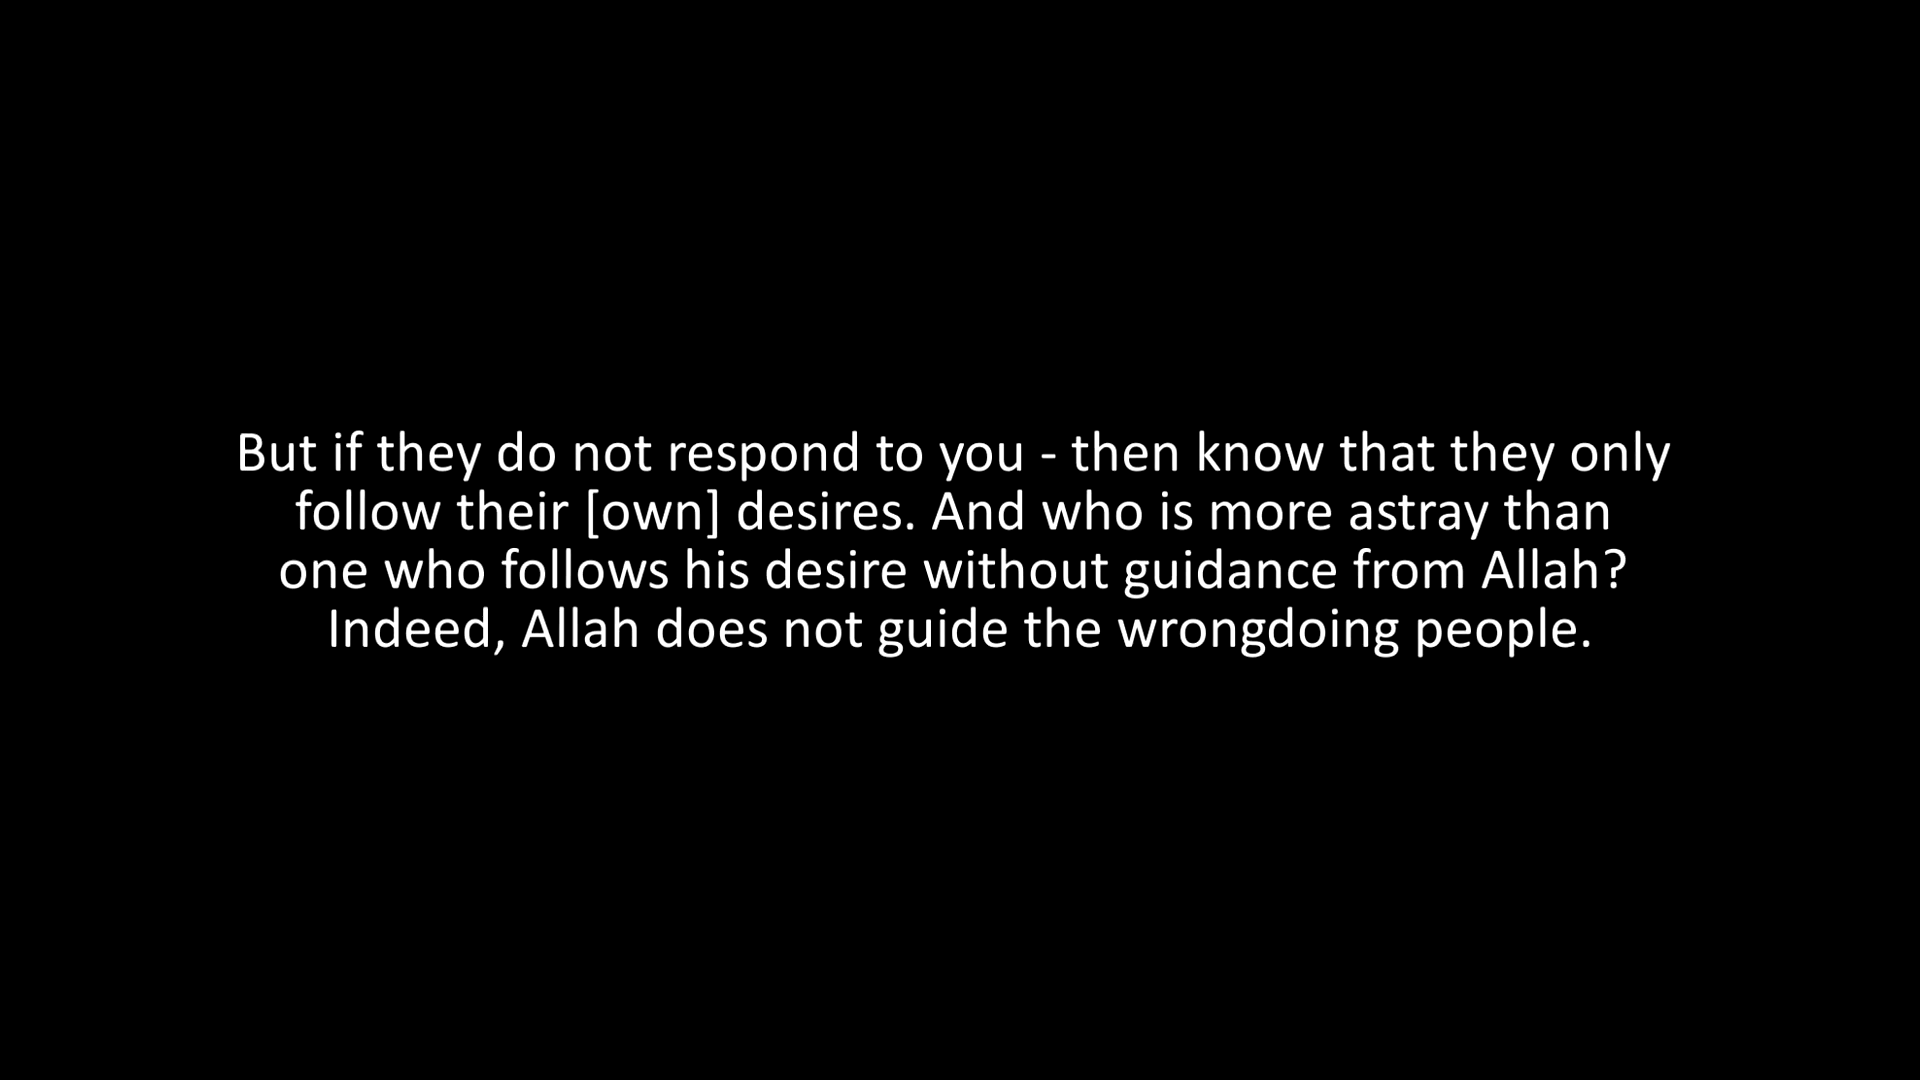 But if they do not respond to you - then know that they only
follow their [own] desires. And who is more astray than
one who follows his desire without guidance from Allah?
Indeed, Allah does not guide the wrongdoing people.